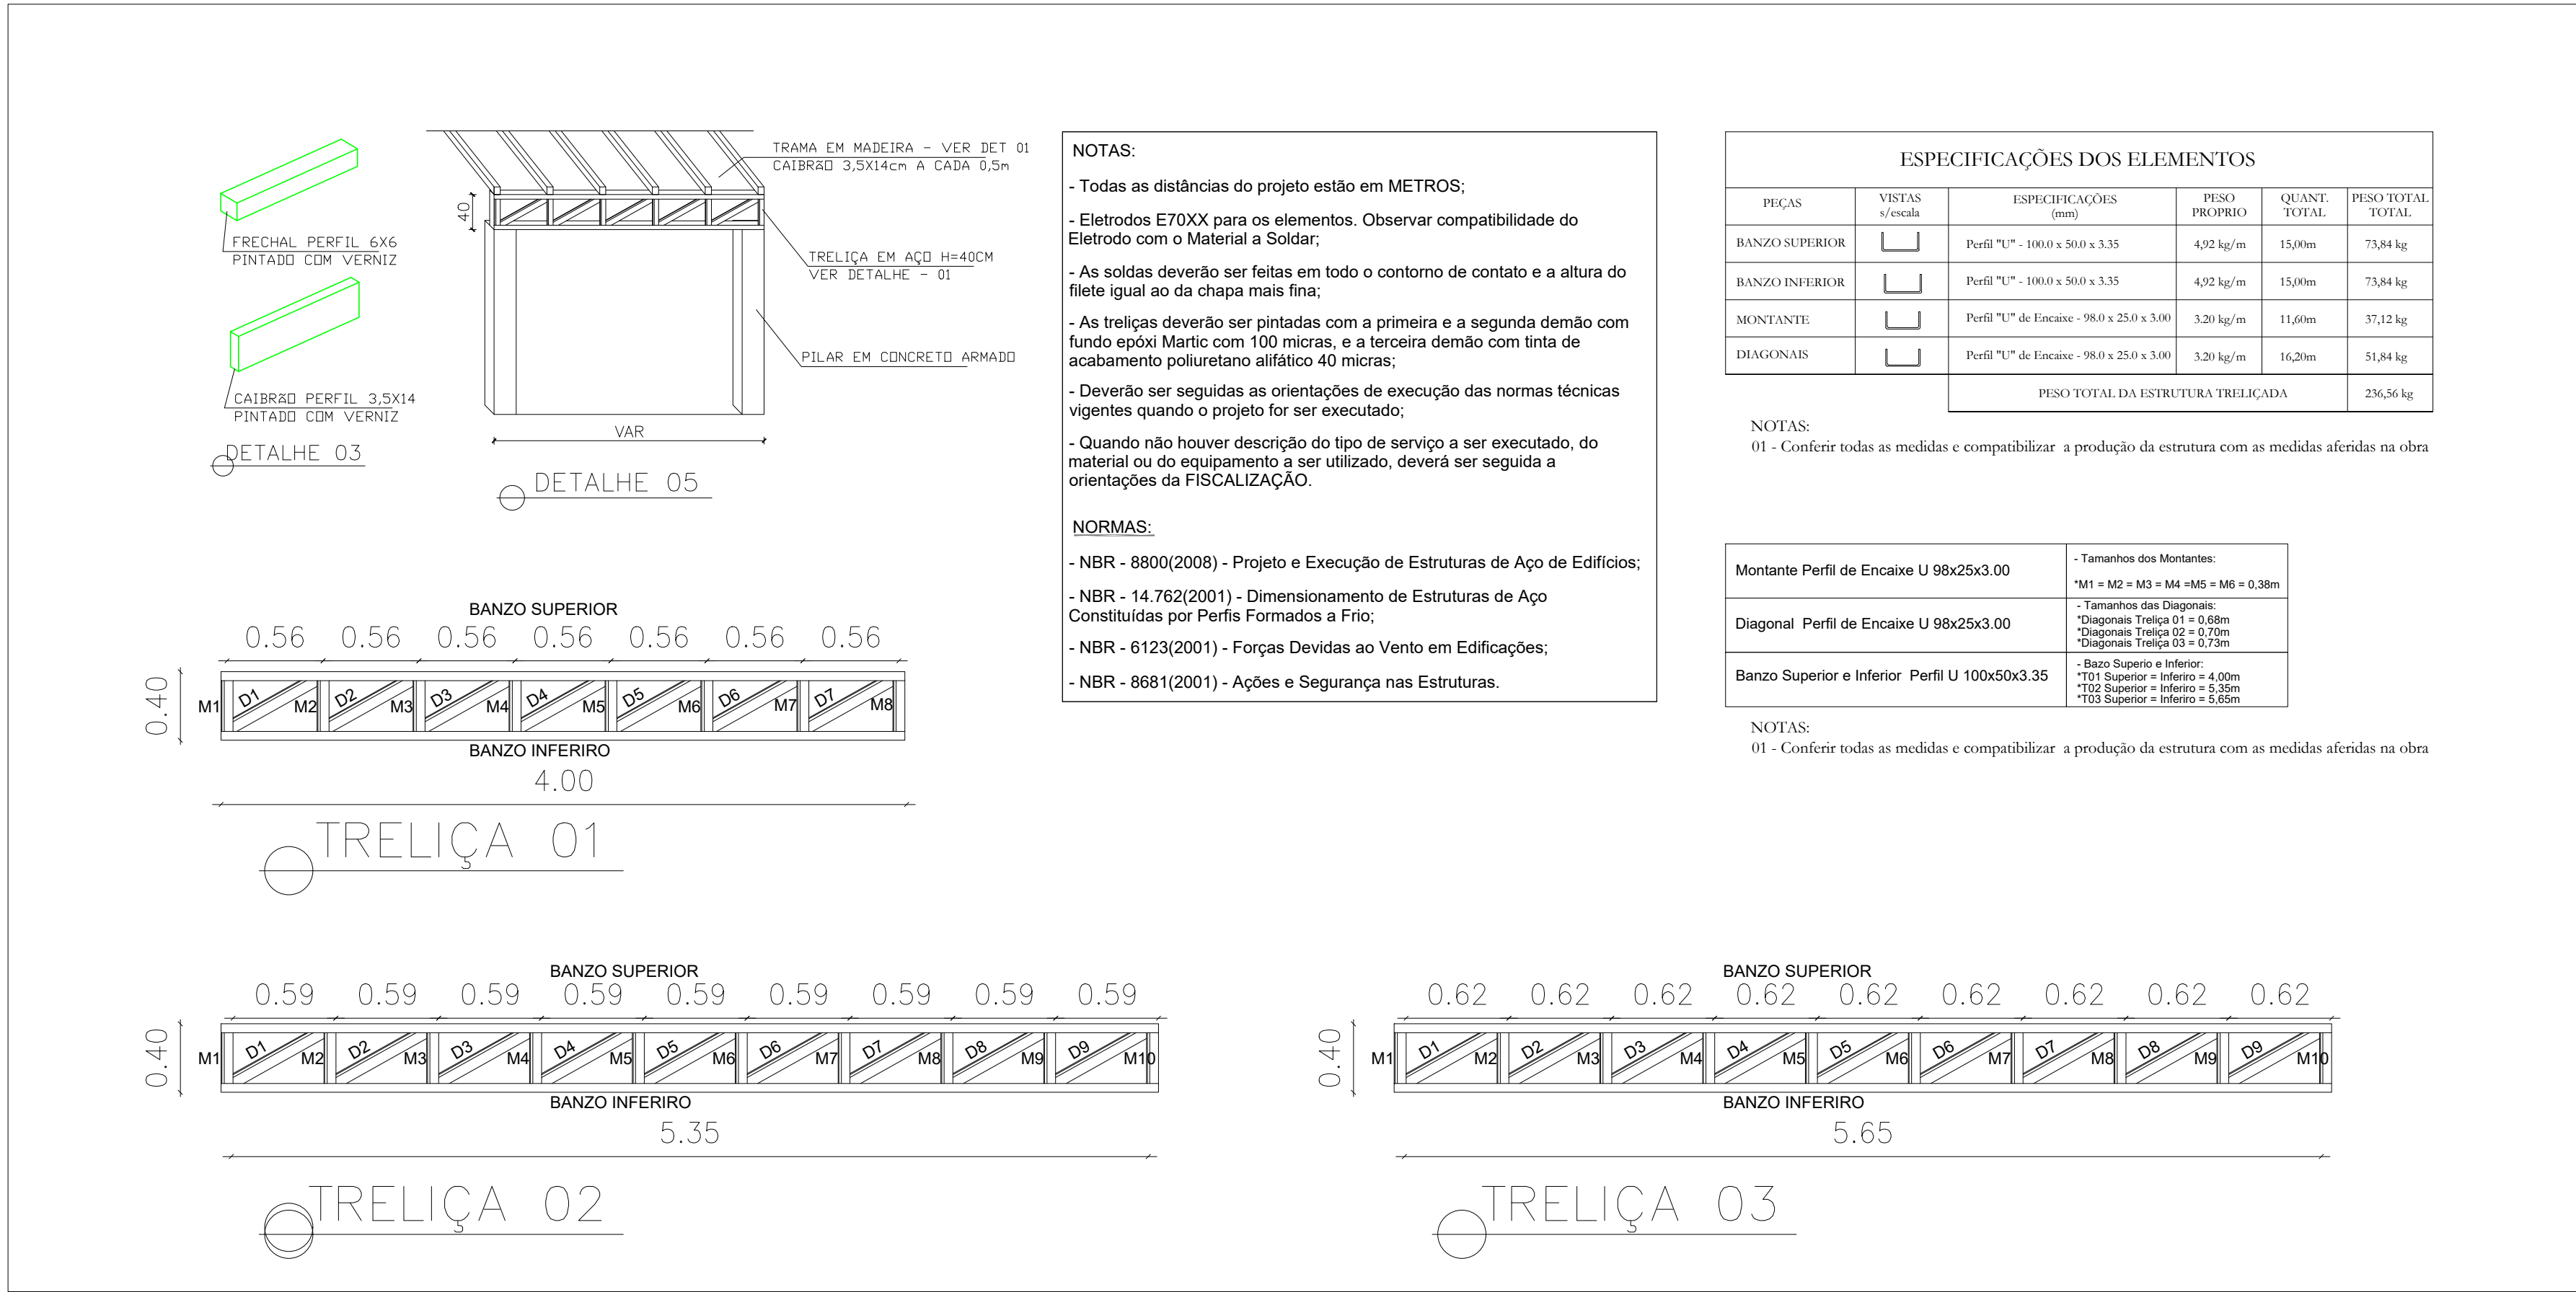 FRECHAL PERFIL 6X6
PINTADO COM VERNIZ
CAIBRÃO PERFIL 3,5X14
PINTADO COM VERNIZ
DETALHE 03
TRAMA EM MADEIRA - VER DET 01
CAIBRÃO 3,5X14cm A CADA 0,5m
40
TRELIÇA EM AÇO H=40CM
VER DETALHE - 01
PILAR EM CONCRETO ARMADO
VAR
DETALHE 05
NOTAS:
- Todas as distâncias do projeto estão em METROS;
- Eletrodos E70XX para os elementos. Observar compatibilidade do
Eletrodo com o Material a Soldar;
- As soldas deverão ser feitas em todo o contorno de contato e a altura do
filete igual ao da chapa mais fina;
- As treliças deverão ser pintadas com a primeira e a segunda demão com
fundo epóxi Martic com 100 micras, e a terceira demão com tinta de
acabamento poliuretano alifático 40 micras;
- Deverão ser seguidas as orientações de execução das normas técnicas
vigentes quando o projeto for ser executado;
- Quando não houver descrição do tipo de serviço a ser executado, do
material ou do equipamento a ser utilizado, deverá ser seguida a
orientações da FISCALIZAÇÃO.
NORMAS:
- NBR - 8800(2008) - Projeto e Execução de Estruturas de Aço de Edifícios;
- NBR - 14.762(2001) - Dimensionamento de Estruturas de Aço
Constituídas por Perfis Formados a Frio;
- NBR - 6123(2001) - Forças Devidas ao Vento em Edificações;
- NBR - 8681(2001) - Ações e Segurança nas Estruturas.
ESPECIFICAÇÕES DOS ELEMENTOS
PEÇAS VISTAS s/escala ESPECIFICAÇÕES (mm) PESO PROPRIO QUANT. TOTAL PESO TOTAL TOTAL
BANZO SUPERIOR Perfil "U" - 100.0 x 50.0 x 3.35 4,92 kg/m 15,00m 73,84 kg
BANZO INFERIOR Perfil "U" - 100.0 x 50.0 x 3.35 4,92 kg/m 15,00m 73,84 kg
MONTANTE Perfil "U" de Encaixe - 98.0 x 25.0 x 3.00 3.20 kg/m 11,60m 37,12 kg
DIAGONAIS Perfil "U" de Encaixe - 98.0 x 25.0 x 3.00 3.20 kg/m 16,20m 51,84 kg
PESO TOTAL DA ESTRUTURA TRELIÇADA 236,56 kg
NOTAS:
01 - Conferir todas as medidas e compatibilizar a produção da estrutura com as medidas aferidas na obra
Montante Perfil de Encaixe U 98x25x3.00
- Tamanhos dos Montantes:
*M1 = M2 = M3 = M4 =M5 = M6 = 0,38m
Diagonal Perfil de Encaixe U 98x25x3.00
- Tamanhos das Diagonais:
*Diagonais Treliça 01 = 0,68m
*Diagonais Treliça 02 = 0,70m
*Diagonais Treliça 03 = 0,73m
Banzo Superior e Inferior Perfil U 100x50x3.35
- Bazo Superio e Inferior:
*T01 Superior = Inferiro = 4,00m
*T02 Superior = Inferiro = 5,35m
*T03 Superior = Inferiro = 5,65m
NOTAS:
01 - Conferir todas as medidas e compatibilizar a produção da estrutura com as medidas aferidas na obra
BANZO SUPERIOR
0.56 0.56 0.56 0.56 0.56 0.56 0.56
0.40
M1 D1 M2 D2 M3 D3 M4 D4 M5 D5 M6 D6 M7 D7 M8
BANZO INFERIRO
4.00
TRELIÇA 01
BANZO SUPERIOR
0.59 0.59 0.59 0.59 0.59 0.59 0.59 0.59 0.59
0.40
M1 D1 M2 D2 M3 D3 M4 D4 M5 D5 M6 D6 M7 D7 M8 D8 M9 D9 M10
BANZO INFERIRO
5.35
TRELIÇA 02
BANZO SUPERIOR
0.62 0.62 0.62 0.62 0.62 0.62 0.62 0.62 0.62
0.40
M1 D1 M2 D2 M3 D3 M4 D4 M5 D5 M6 D6 M7 D7 M8 D8 M9 D9 M10
BANZO INFERIRO
5.65
TRELIÇA 03